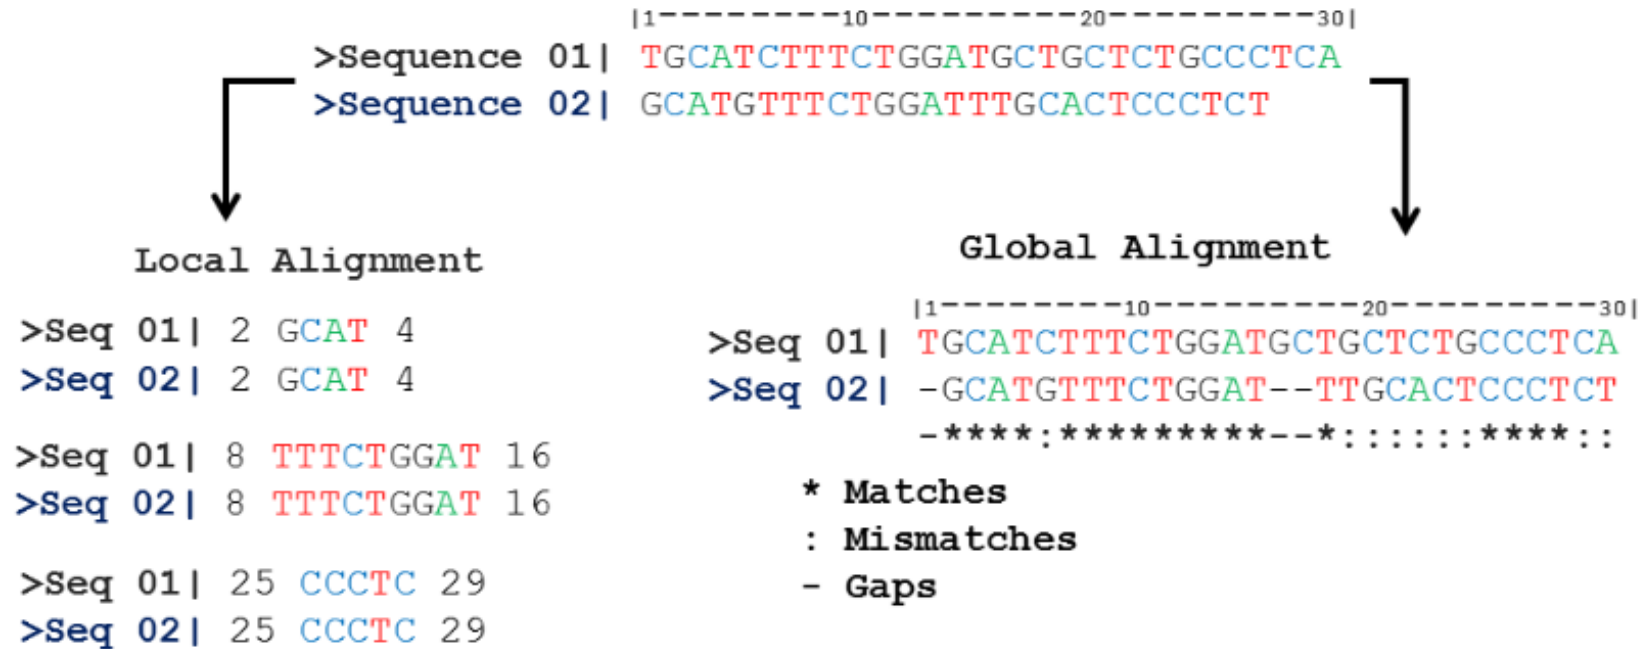 |1---------10---------20---------30|
>Sequence 01| TGCATCTTTCTGGATGCTGCTCTGCCCTCA
>Sequence 02| GCATGTTTCTGGATTTGCACTCCCTCT
Local Alignment
>Seq 01| 2 GCAT 4
>Seq 02| 2 GCAT 4
>Seq 01| 8 TTTCTGGAT 16
>Seq 02| 8 TTTCTGGAT 16
>Seq 01| 25 CCCTC 29
>Seq 02| 25 CCCTC 29
Global Alignment
|1---------10---------20---------30|
>Seq 01| TGCATCTTTCTGGATGCTGCTCTGCCCTCA
>Seq 02| -GCATGTTTCTGGAT--TTGCACTCCCTCT
-****:*********--*::::::****::
* Matches
: Mismatches
- Gaps